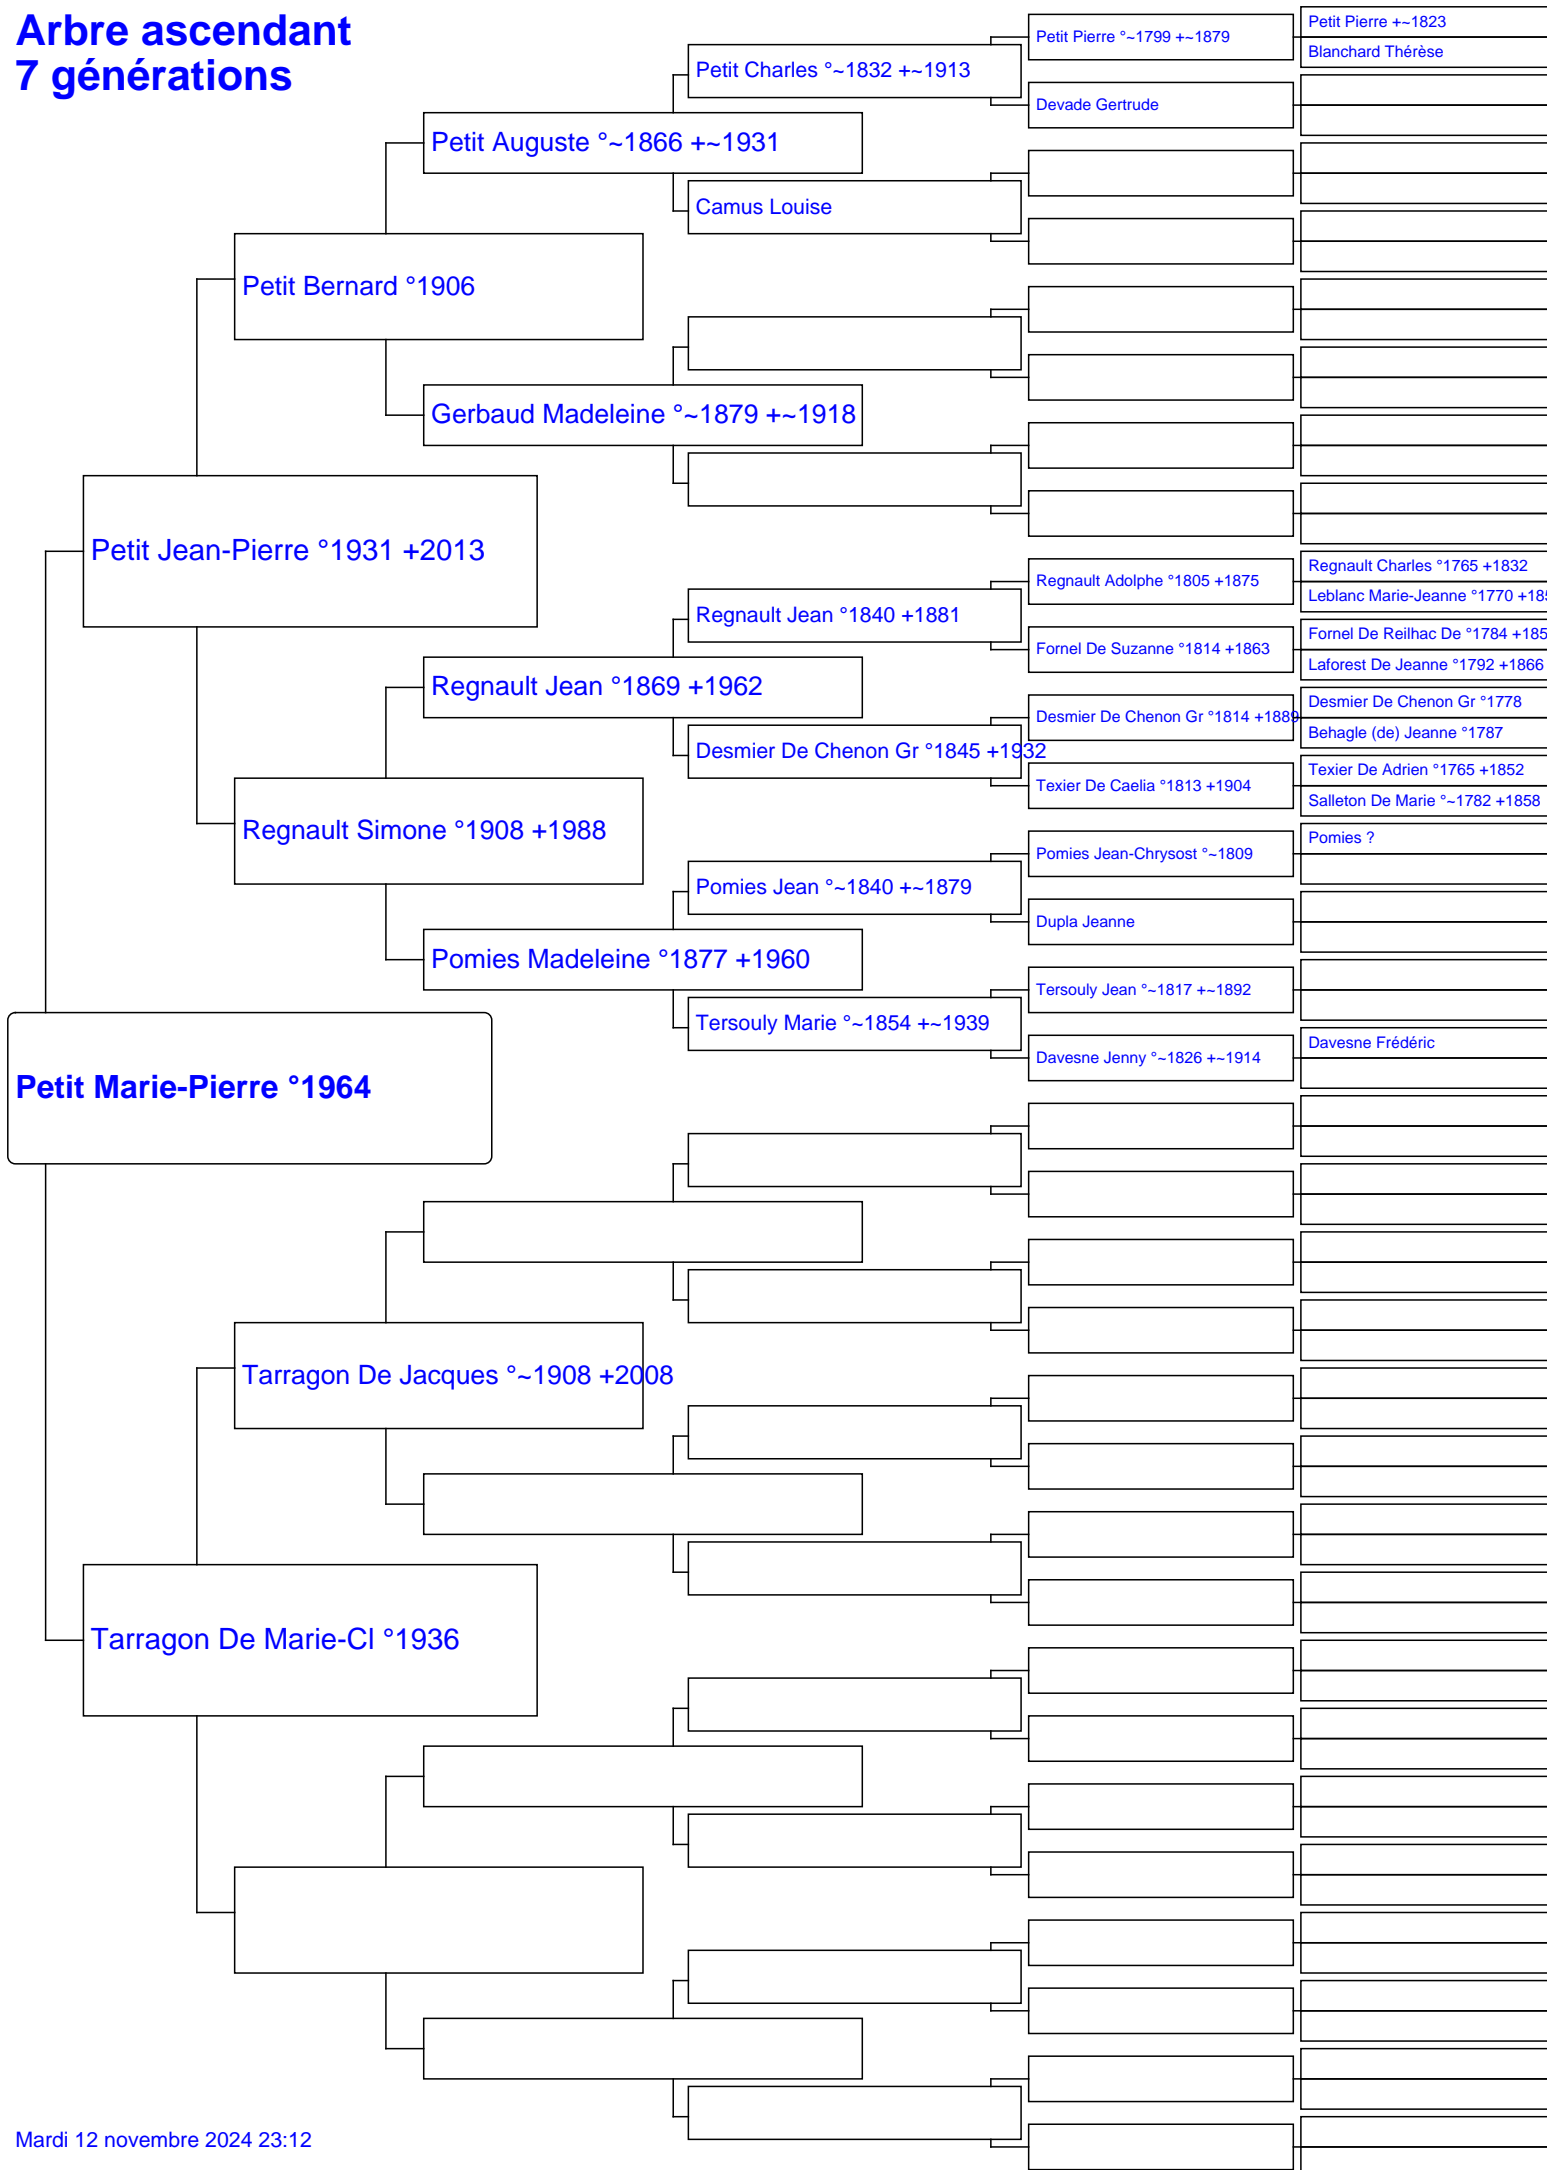 Arbre ascendant
7 générations
Petit Pierre +~1823
Petit Pierre °~1799 +~1879
Blanchard Thérèse
Petit Charles °~1832 +~1913
Devade Gertrude
Petit Auguste °~1866 +~1931
Camus Louise
Petit Bernard °1906
Gerbaud Madeleine °~1879 +~1918
Petit Jean-Pierre °1931 +2013
Regnault Charles °1765 +1832
Regnault Adolphe °1805 +1875
Leblanc Marie-Jeanne °1770 +185
Regnault Jean °1840 +1881
Fornel De Reilhac De °1784 +185
Fornel De Suzanne °1814 +1863
Laforest De Jeanne °1792 +1866
Regnault Jean °1869 +1962
Desmier De Chenon Gr °1778
Desmier De Chenon Gr °1814 +1889
Behagle (de) Jeanne °1787
Desmier De Chenon Gr °1845 +1932
Texier De Adrien °1765 +1852
Texier De Caelia °1813 +1904
Salleton De Marie °~1782 +1858
Regnault Simone °1908 +1988
Pomies ?
Pomies Jean-Chrysost °~1809
Pomies Jean °~1840 +~1879
Dupla Jeanne
Pomies Madeleine °1877 +1960
Tersouly Jean °~1817 +~1892
Tersouly Marie °~1854 +~1939
Davesne Frédéric
Davesne Jenny °~1826 +~1914
Petit Marie-Pierre °1964
Tarragon De Jacques °~1908 +2008
Tarragon De Marie-Cl °1936
Mardi 12 novembre 2024 23:12